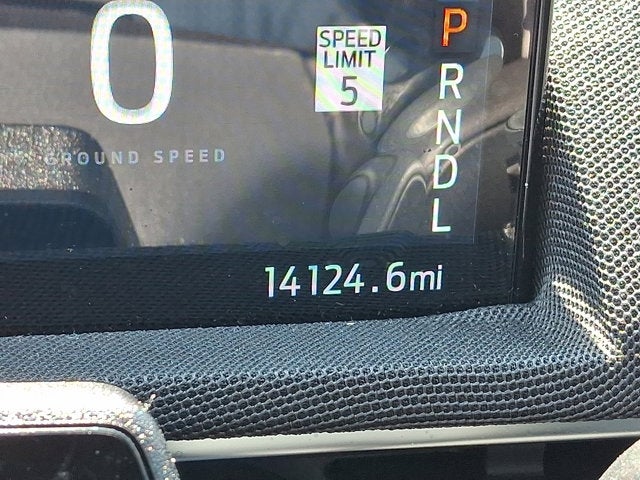 0
GROUND SPEED
SPEED
LIMIT
5
P
R
N
D
L
14124.6mi